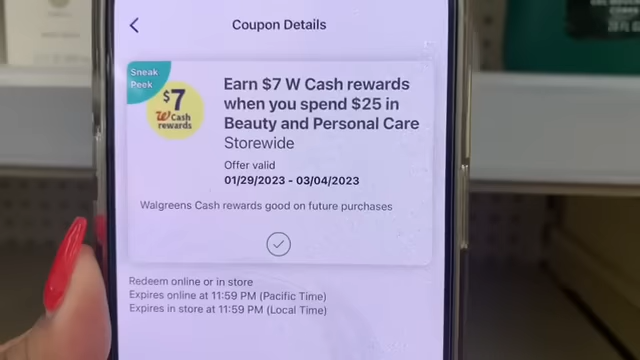 Coupon Details
Sneak
Peek
$7
W Cash
rewards
Earn $7 W Cash rewards
when you spend $25 in
Beauty and Personal Care
Storewide
Offer valid
01/29/2023 - 03/04/2023
Walgreens Cash rewards good on future purchases
Redeem online or in store
Expires online at 11:59 PM (Pacific Time)
Expires in store at 11:59 PM (Local Time)